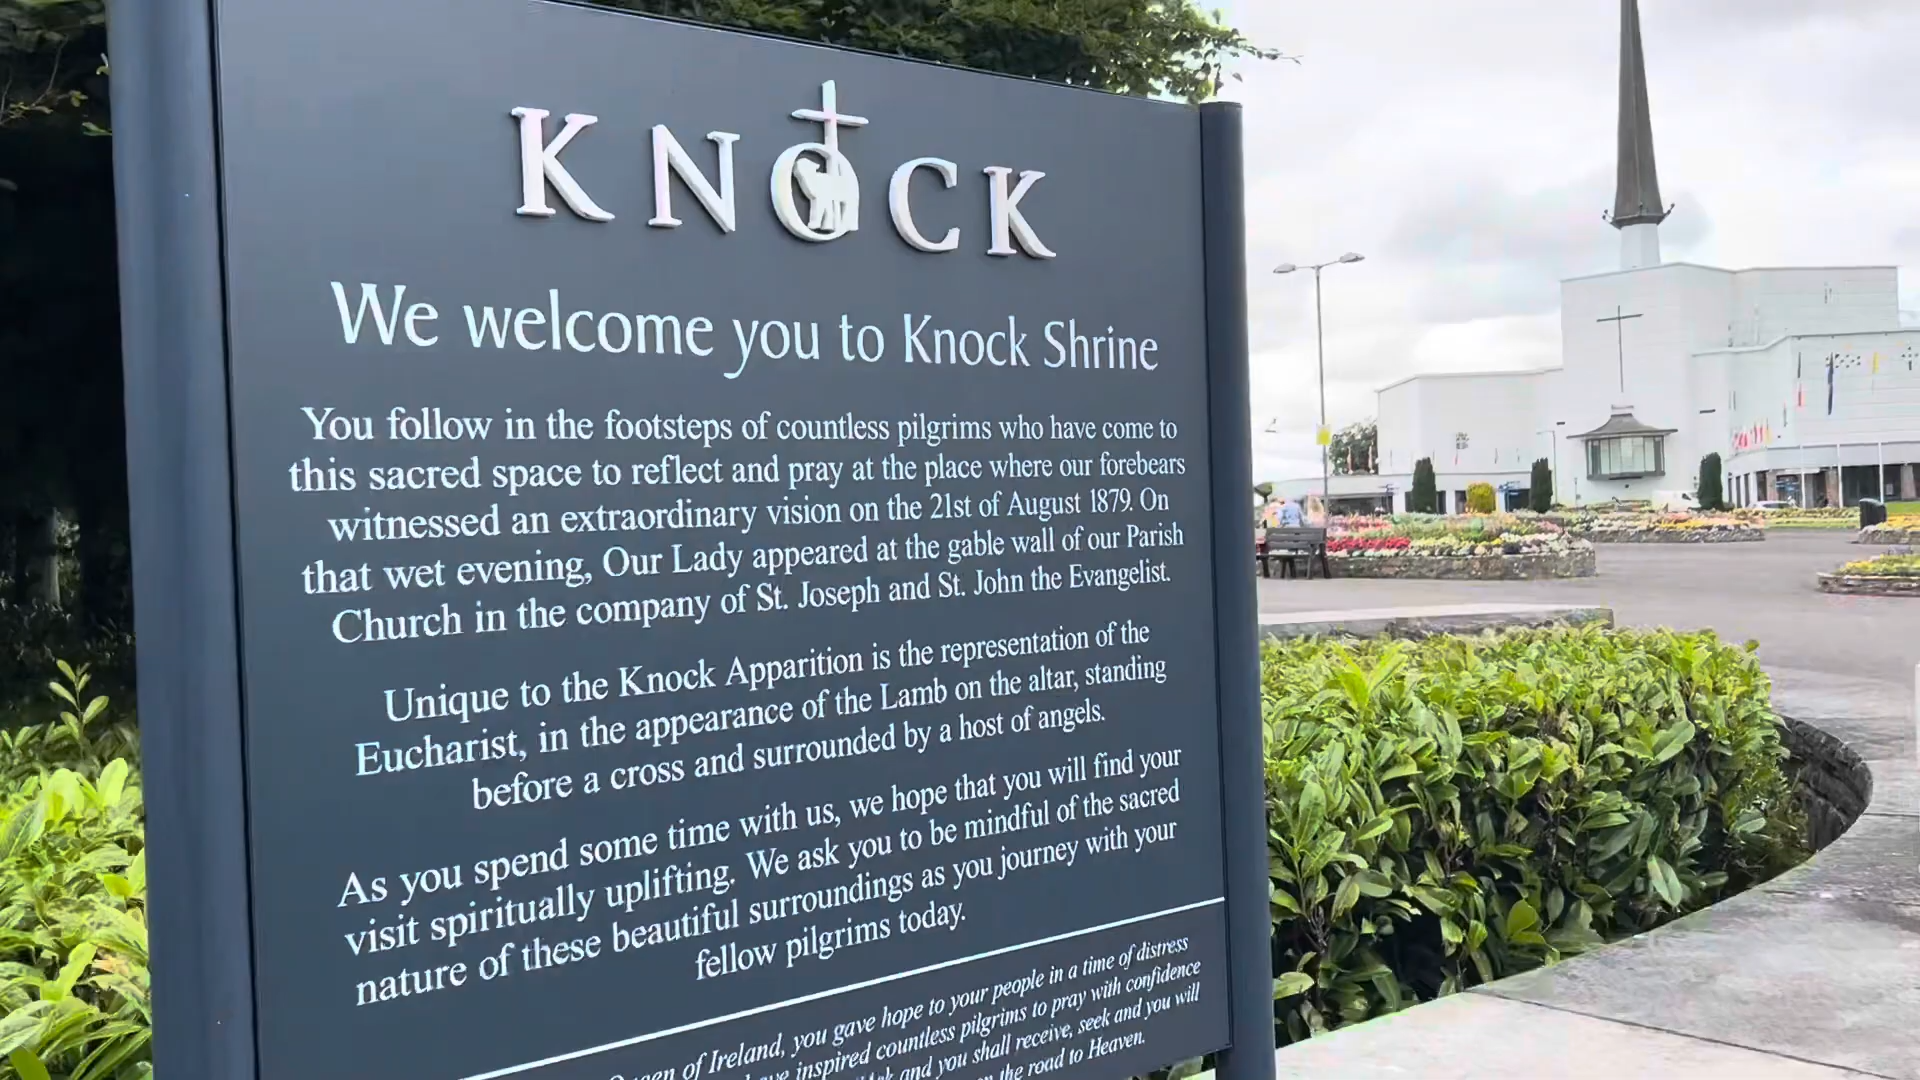 KNOCK
We welcome you to Knock Shrine
You follow in the footsteps of countless pilgrims who have come to
this sacred space to reflect and pray at the place where our forebears
witnessed an extraordinary vision on the 21st of August 1879. On
that wet evening, Our Lady appeared at the gable wall of our Parish
Church in the company of St. Joseph and St. John the Evangelist.
Unique to the Knock Apparition is the representation of the
Eucharist, in the appearance of the Lamb on the altar, standing
before a cross and surrounded by a host of angels.
As you spend some time with us, we hope that you will find your
visit spiritually uplifting. We ask you to be mindful of the sacred
nature of these beautiful surroundings as you journey with your
fellow pilgrims today.
of Ireland, you gave hope to your people in a time of distress
inspired countless pilgrims to pray with confidence
and you shall receive, seek and you will
the road to Heaven.